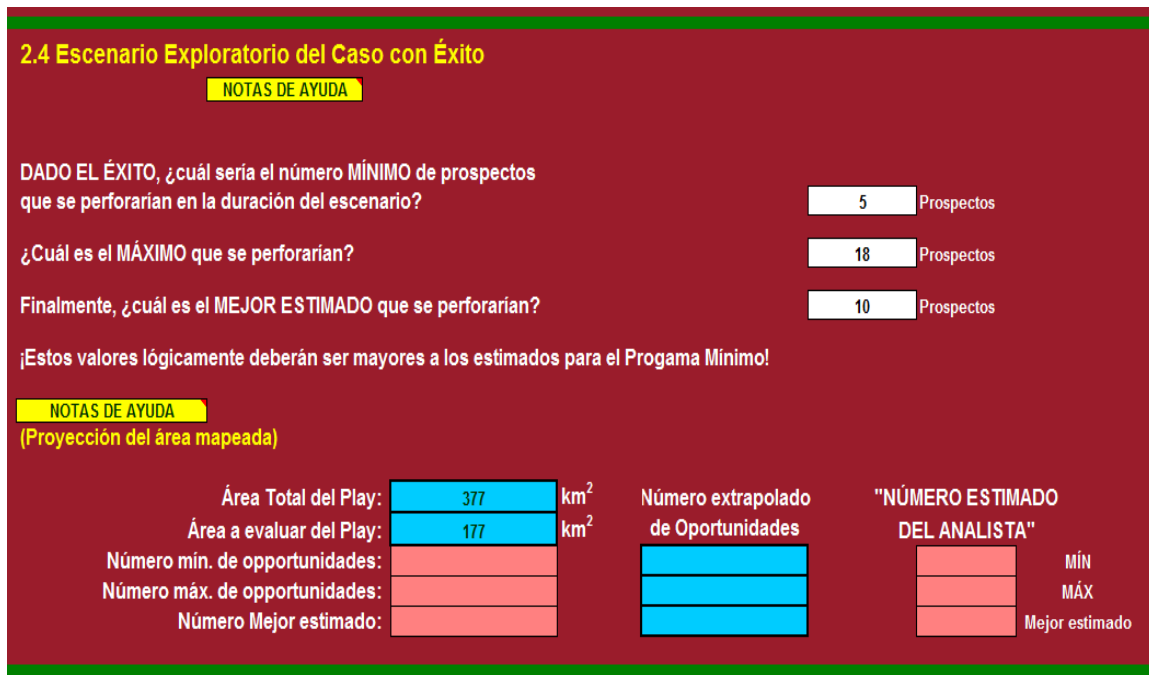 2.4 Escenario Exploratorio del Caso con Éxito
NOTAS DE AYUDA
DADO EL ÉXITO, ¿cuál sería el número MÍNIMO de prospectos
que se perforarían en la duración del escenario? 5 Prospectos
¿Cuál es el MÁXIMO que se perforarían? 18 Prospectos
Finalmente, ¿cuál es el MEJOR ESTIMADO que se perforarían? 10 Prospectos
¡Estos valores lógicamente deberán ser mayores a los estimados para el Progama Mínimo!
NOTAS DE AYUDA
(Proyección del área mapeada)
Área Total del Play: 377 km² Número extrapolado "NÚMERO ESTIMADO
Área a evaluar del Play: 177 km² de Oportunidades DEL ANALISTA"
Número mín. de opportunidades: MÍN
Número máx. de opportunidades: MÁX
Número Mejor estimado: Mejor estimado